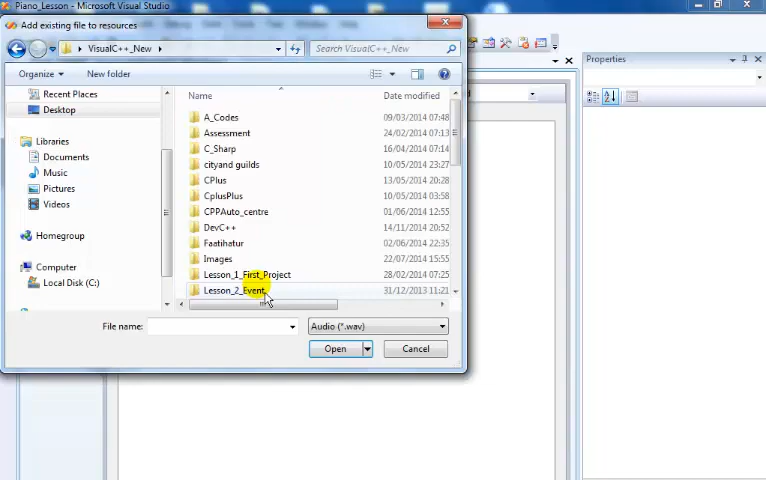 Piano_Lesson - Microsoft Visual Studio
Add existing file to resources
VisualC++_New
Search VisualC++_New
Organize
New folder
Recent Places
Desktop
Libraries
Documents
Music
Pictures
Videos
Homegroup
Computer
Local Disk (C:)
Name
Date modified
A_Codes
09/03/2014 07:48
Assessment
24/02/2014 07:13
C_Sharp
16/04/2014 07:14
cityand guilds
10/05/2014 23:27
CPlus
13/05/2014 20:28
CplusPlus
10/05/2014 03:58
CPPAuto_centre
01/06/2014 12:55
DevC++
14/11/2014 20:52
Faatihatur
02/06/2014 22:35
Images
22/07/2014 15:55
Lesson_1_First_Project
28/02/2014 07:25
Lesson_2_Event
31/12/2013 11:21
File name:
Audio (*.wav)
Open
Cancel
Properties